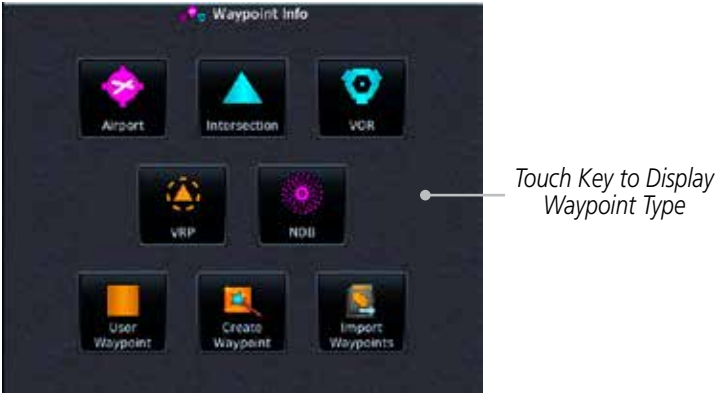 Waypoint Info
Airport
Intersection
VOR
VRP
NDB
User
Waypoint
Create
Waypoint
Import
Waypoints
Touch Key to Display
Waypoint Type